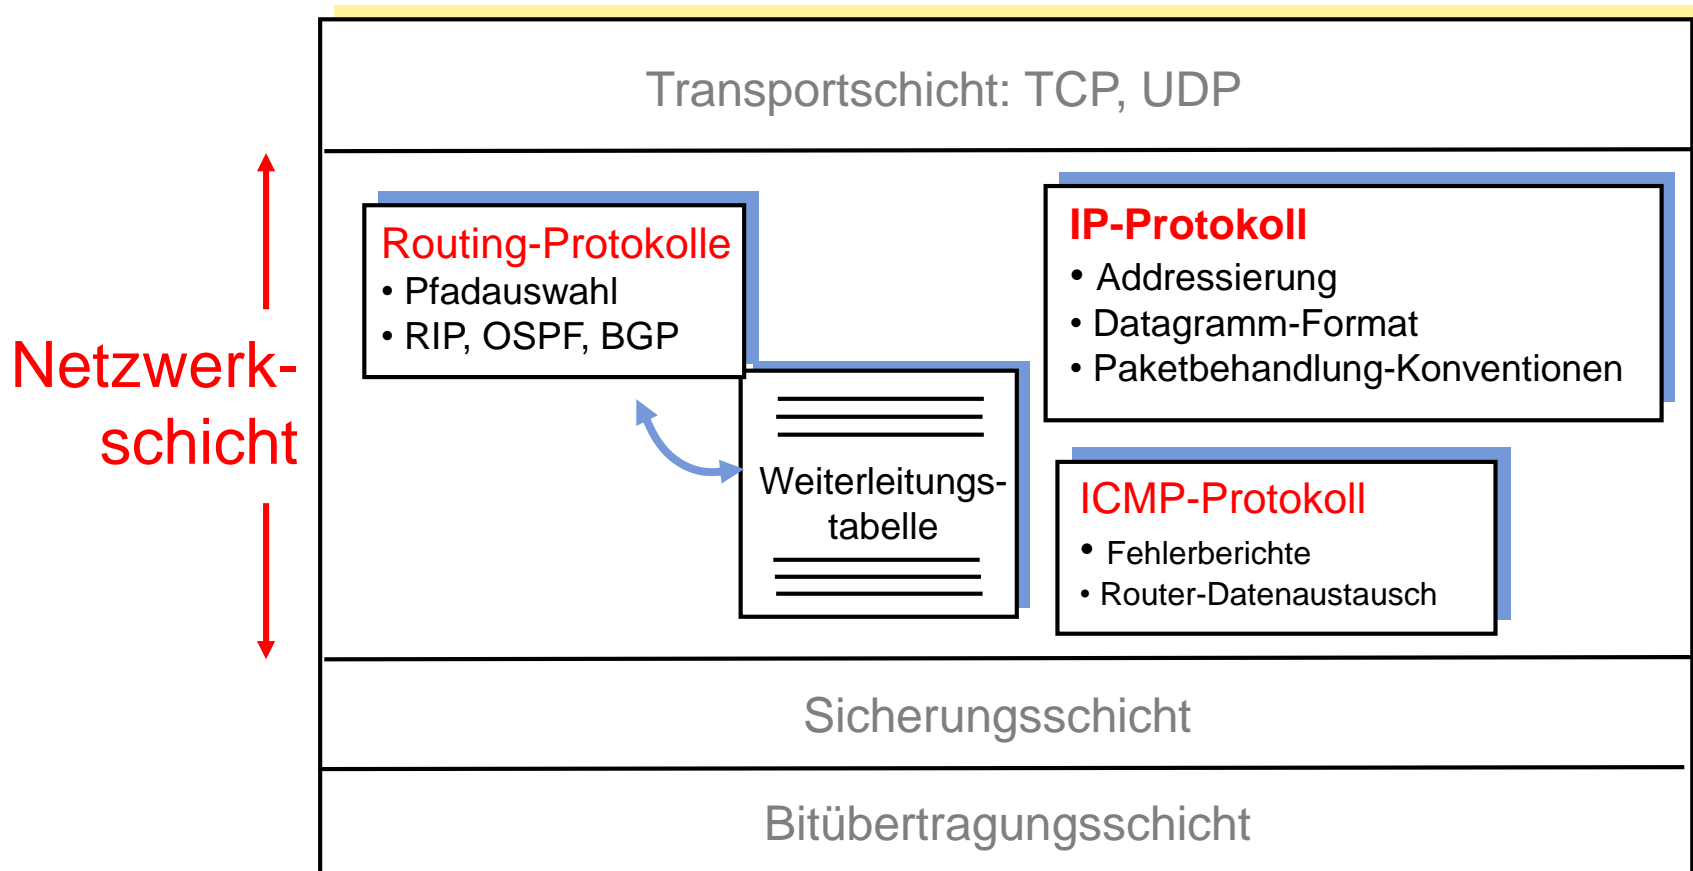 Transportschicht: TCP, UDP
Netzwerk-
schicht
Routing-Protokolle
• Pfadauswahl
• RIP, OSPF, BGP
Weiterleitungs-
tabelle
IP-Protokoll
• Addressierung
• Datagramm-Format
• Paketbehandlung-Konventionen
ICMP-Protokoll
• Fehlerberichte
• Router-Datenaustausch
Sicherungsschicht
Bitübertragungsschicht